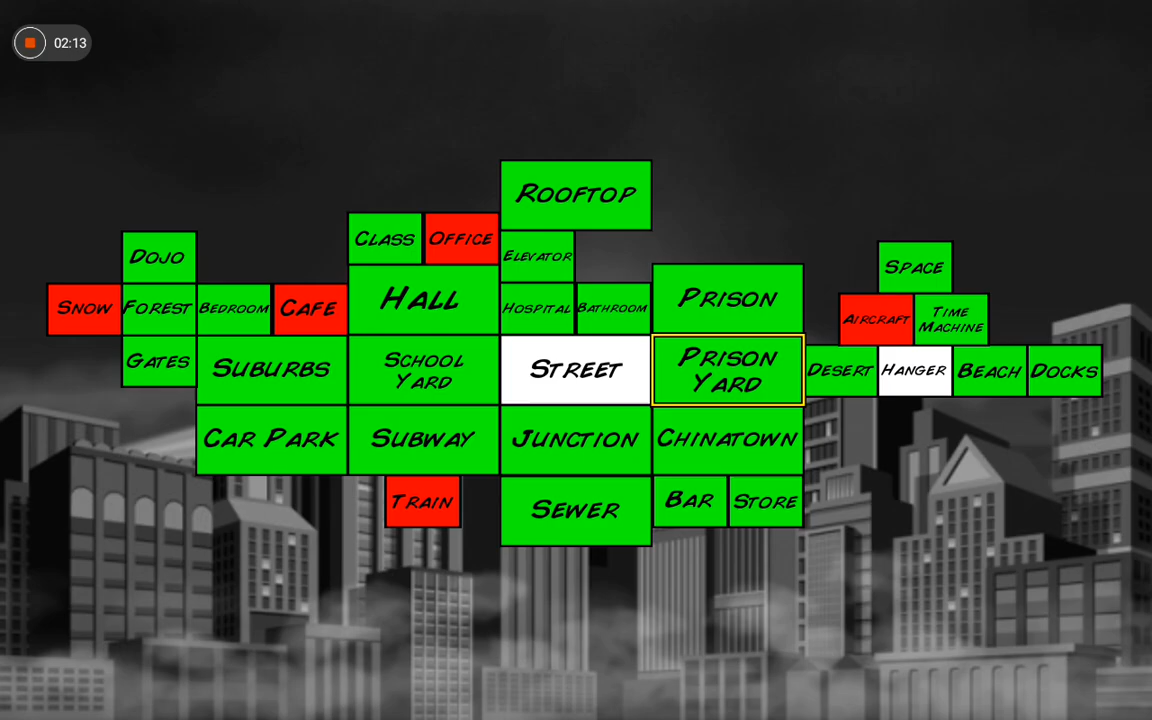 02:13
Rooftop
Class
Office
Elevator
Dojo
Space
Snow
Forest
Bedroom
Cafe
Hall
Hospital
Bathroom
Prison
Aircraft
Time
Machine
Gates
Suburbs
School
Yard
Street
Prison
Yard
Desert
Hanger
Beach
Docks
Car Park
Subway
Junction
Chinatown
Train
Sewer
Bar
Store